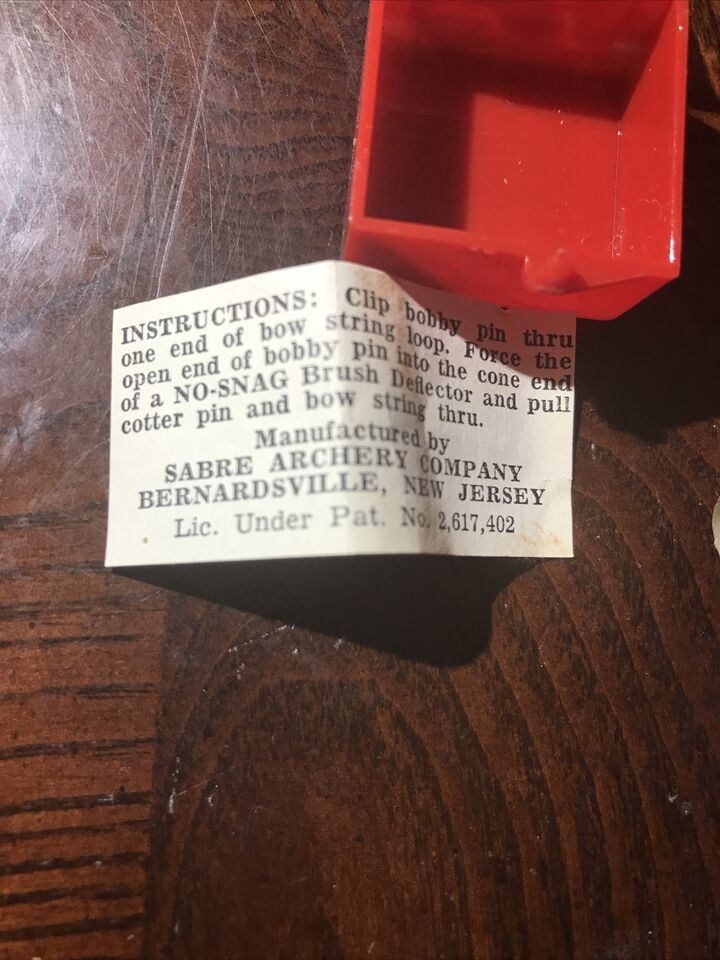 INSTRUCTIONS: Clip bobby pin thru
one end of bow string loop. Force the
open end of bobby pin into the cone end
of a NO-SNAG Brush Deflector and pull
cotter pin and bow string thru.
Manufactured by
SABRE ARCHERY COMPANY
BERNARDSVILLE, NEW JERSEY
Lic. Under Pat. No. 2,617,402